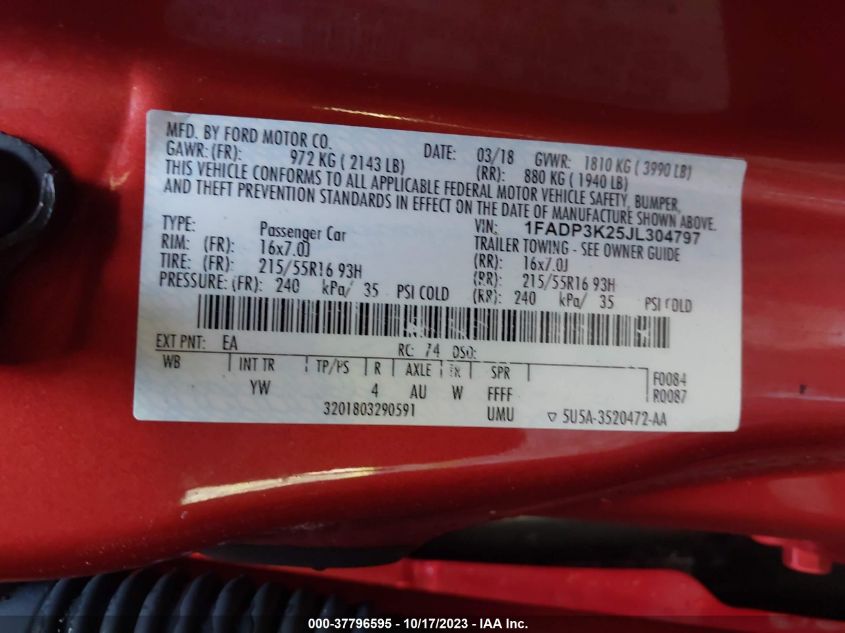 MFD. BY FORD MOTOR CO. DATE: 03/18 GVWR: 1810 KG ( 3990 LB)
GAWR: (FR): 972 KG ( 2143 LB) (RR): 880 KG ( 1940 LB)
THIS VEHICLE CONFORMS TO ALL APPLICABLE FEDERAL MOTOR VEHICLE SAFETY, BUMPER,
AND THEFT PREVENTION STANDARDS IN EFFECT ON THE DATE OF MANUFACTURE SHOWN ABOVE.
VIN: 1FADP3K25JL304797
TYPE: Passenger Car TRAILER TOWING - SEE OWNER GUIDE
RIM: (FR): 16x7.0J (RR): 16x7.0J
TIRE: (FR): 215/55R16 93H (RR): 215/55R16 93H
PRESSURE: (FR): 240 kPa/ 35 PSI COLD (RR): 240 kPa/ 35 PSI COLD
EXT PNT: EA RC: 74 DSO:
WB INT TR TP/PS R AXLE TR SPR F0084
YW 4 AU W FFFF R0087
3201803290591 UMU ▽ 5U5A-3520472-AA
000-37796595 - 10/17/2023 - IAA Inc.